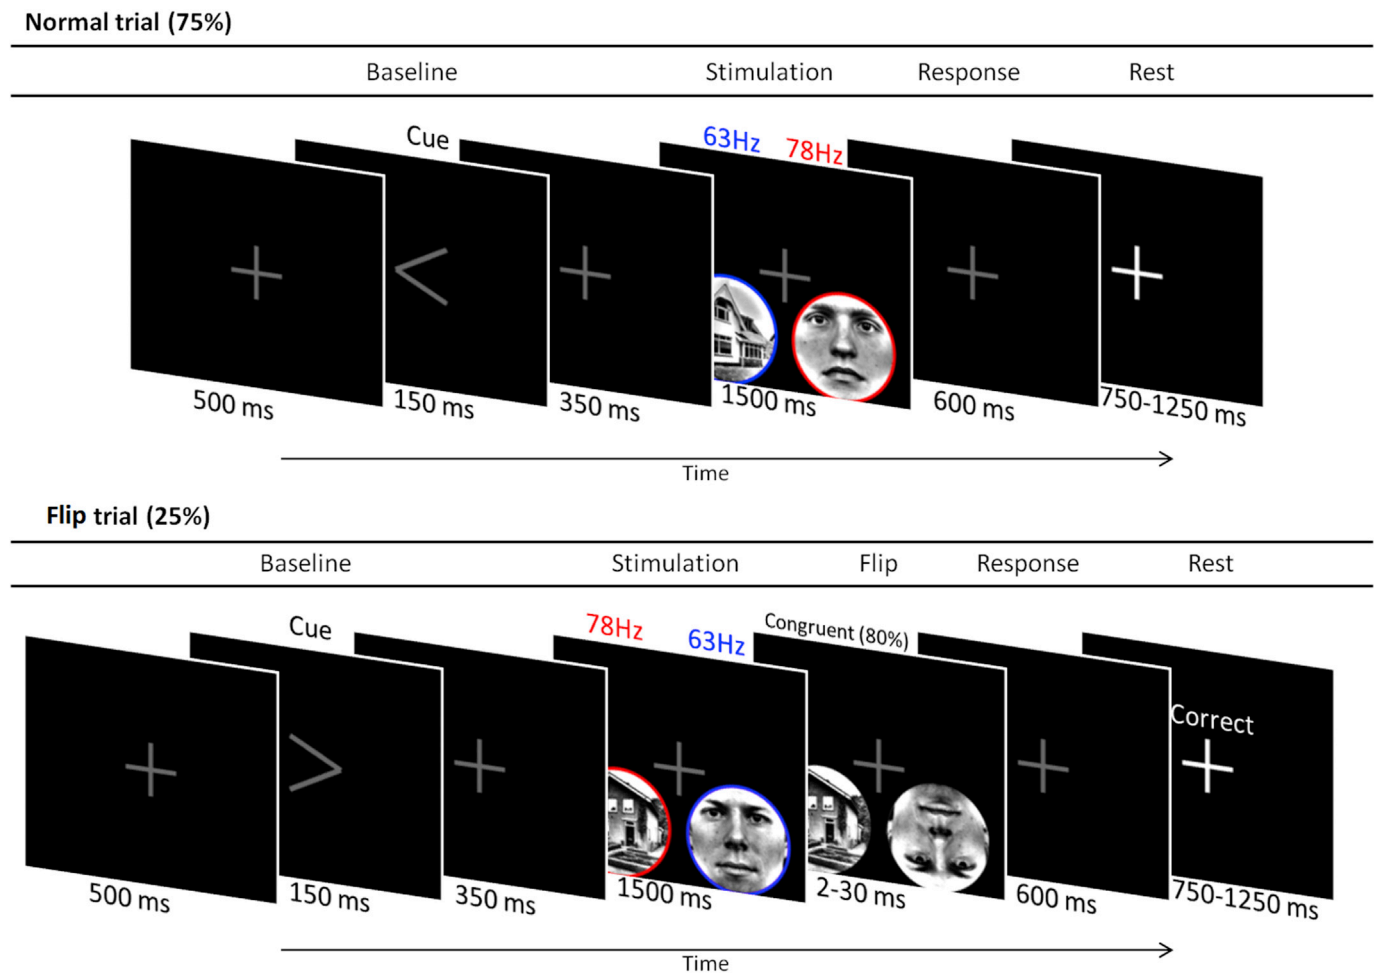 Normal trial (75%)
Baseline Stimulation Response Rest
Cue 63Hz 78Hz
500 ms 150 ms 350 ms 1500 ms 600 ms 750-1250 ms
Time
Flip trial (25%)
Baseline Stimulation Flip Response Rest
Cue 78Hz 63Hz Congruent (80%)
Correct
500 ms 150 ms 350 ms 1500 ms 2-30 ms 600 ms 750-1250 ms
Time